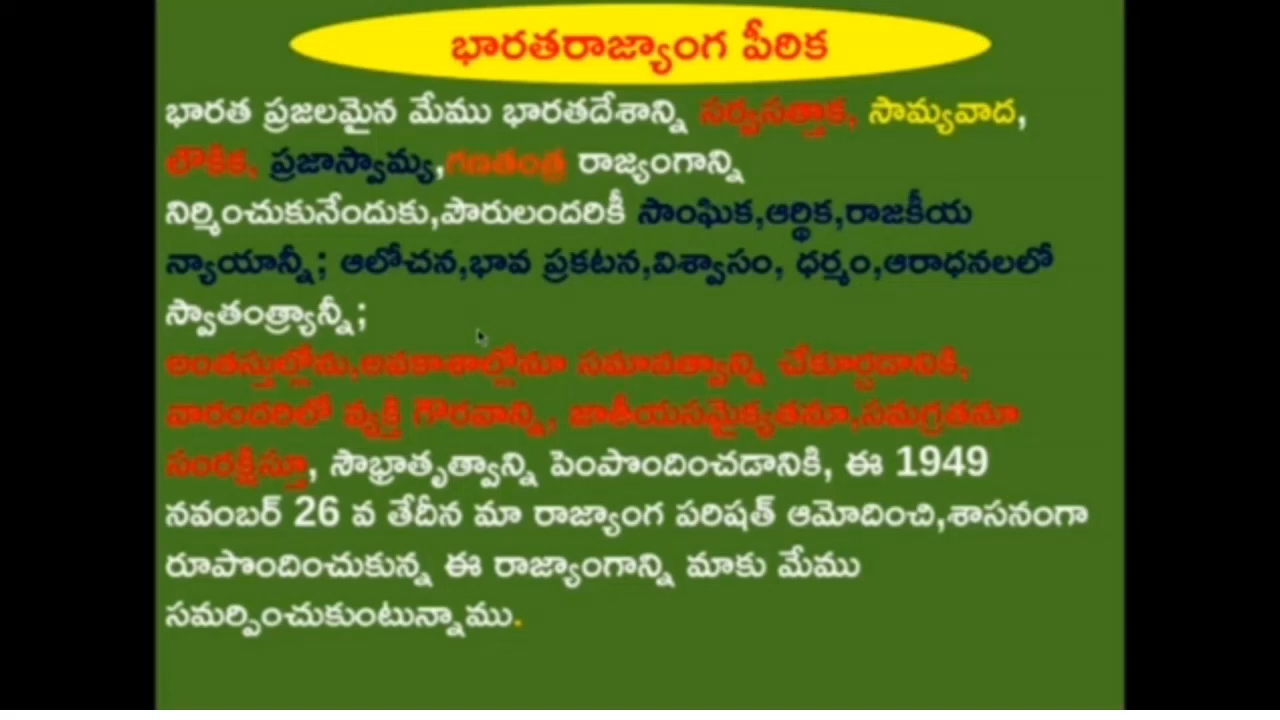 భారతరాజ్యాంగ పీఠిక
భారత ప్రజలమైన మేము భారతదేశాన్ని సర్వసత్తాక, సామ్యవాద,
లౌకిక, ప్రజాస్వామ్య,గణతంత్ర రాజ్యంగాన్ని
నిర్మించుకునేందుకు,పౌరులందరికీ సాంఘిక,ఆర్థిక,రాజకీయ
న్యాయాన్నీ; ఆలోచన,భావ ప్రకటన,విశ్వాసం, ధర్మం,ఆరాధనలలో
స్వాతంత్ర్యాన్నీ;
అంతస్తుల్లోను,అవకాశాల్లోనూ సమానత్వాన్ని చేకూర్చడానికి,
వారందరిలో వ్యక్తి గౌరవాన్ని, జాతీయసమైక్యతనూ,సమగ్రతనూ
సంరక్షిస్తూ, సౌభ్రాతృత్వాన్ని పెంపొందించడానికి, ఈ 1949
నవంబర్ 26 వ తేదీన మా రాజ్యాంగ పరిషత్ ఆమోదించి,శాసనంగా
రూపొందించుకున్న ఈ రాజ్యాంగాన్ని మాకు మేము
సమర్పించుకుంటున్నాము.